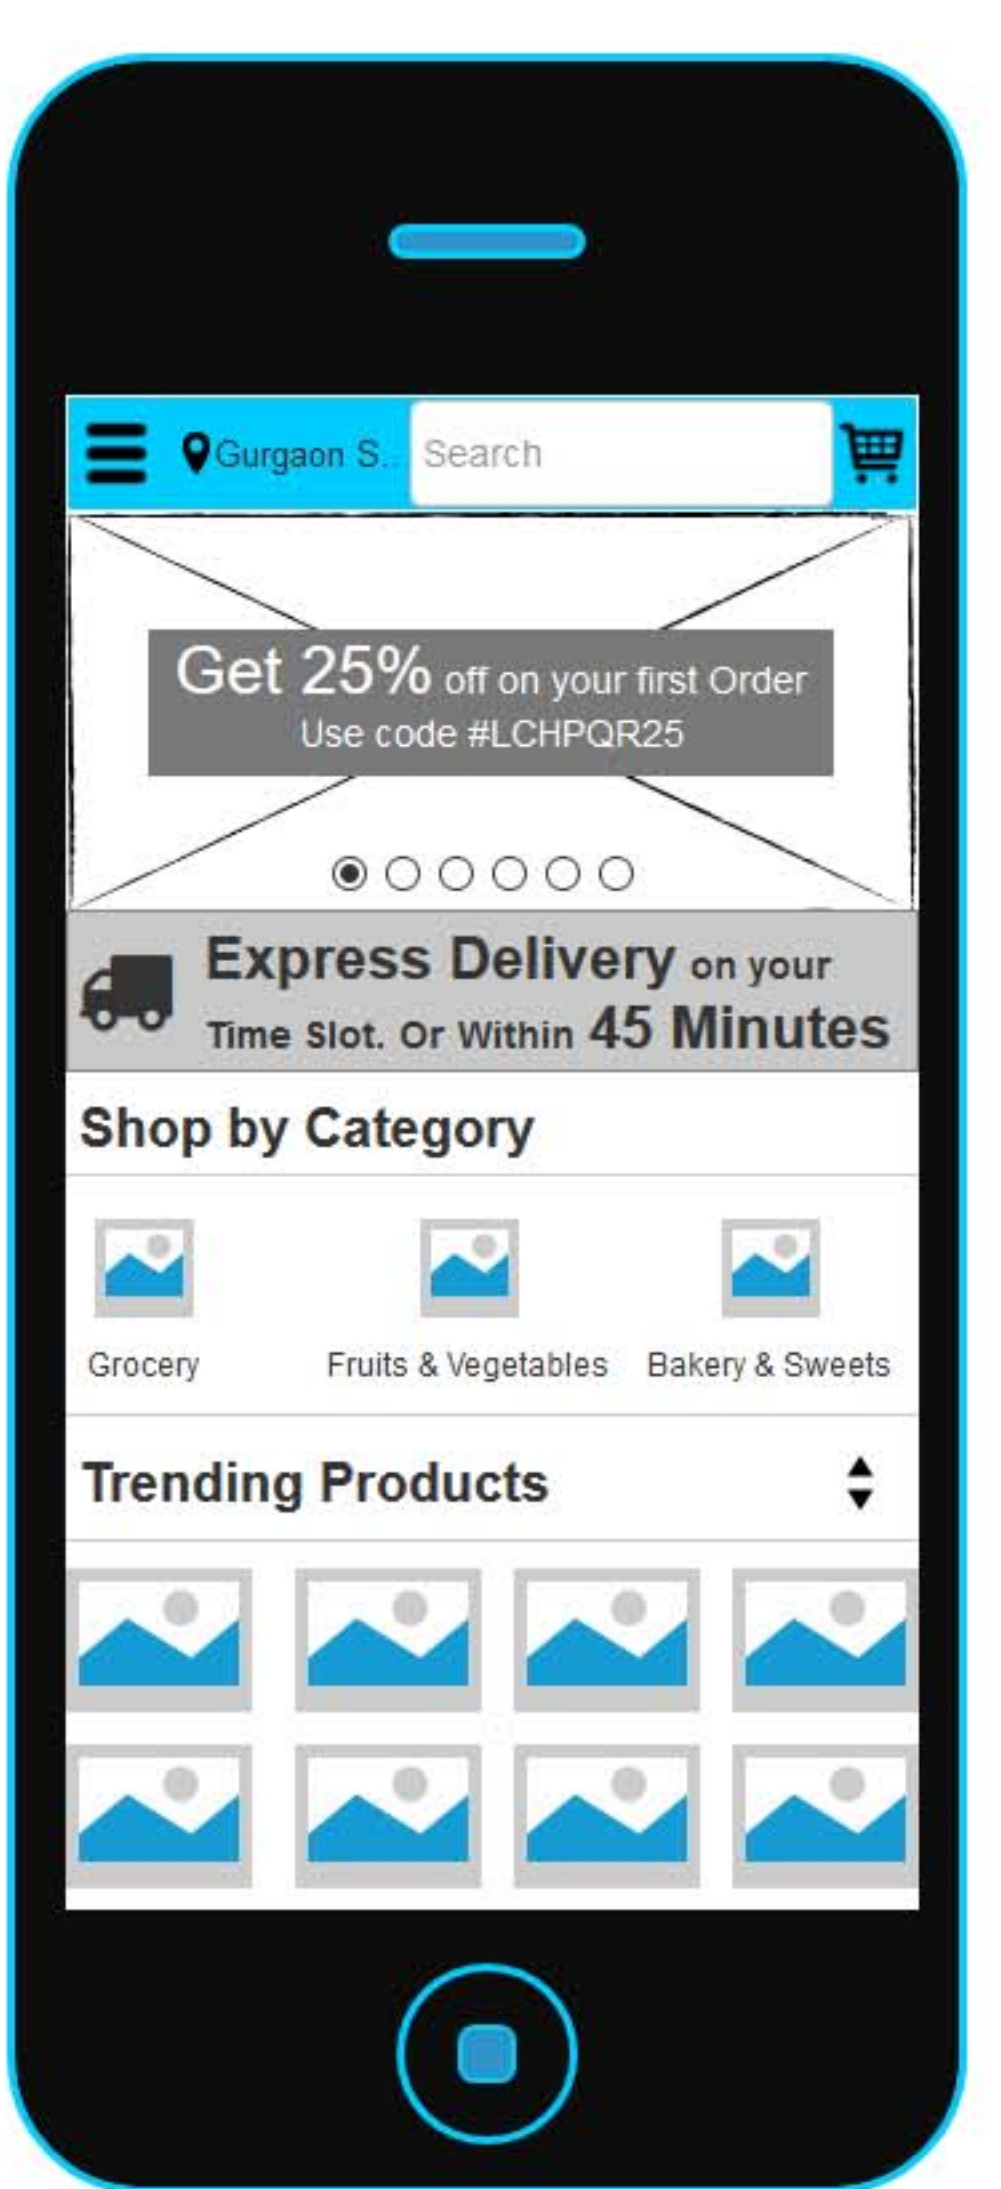 Gurgaon S.. Search
Get 25% off on your first Order
Use code #LCHPQR25
Express Delivery on your
Time Slot. Or Within 45 Minutes
Shop by Category
Grocery Fruits & Vegetables Bakery & Sweets
Trending Products